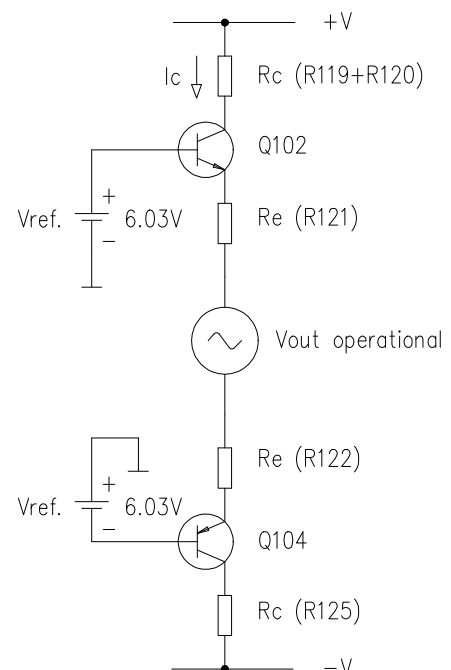 +V
Ic
Rc (R119+R120)
Q102
+
Vref. 6.03V
−
Re (R121)
Vout operational
Re (R122)
+
Vref. 6.03V
−
Q104
Rc (R125)
−V